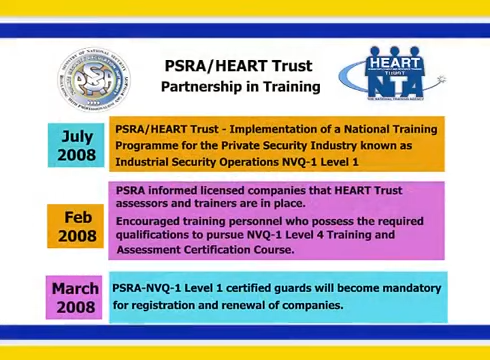 PSRA/HEART Trust
Partnership in Training
HEART
TRUST
NTA
THE NATIONAL TRAINING AGENCY
PSRA
July
2008
PSRA/HEART Trust - Implementation of a National Training
Programme for the Private Security Industry known as
Industrial Security Operations NVQ-1 Level 1
Feb
2008
PSRA informed licensed companies that HEART Trust
assessors and trainers are in place.
Encouraged training personnel who possess the required
qualifications to pursue NVQ-1 Level 4 Training and
Assessment Certification Course.
March
2008
PSRA-NVQ-1 Level 1 certified guards will become mandatory
for registration and renewal of companies.